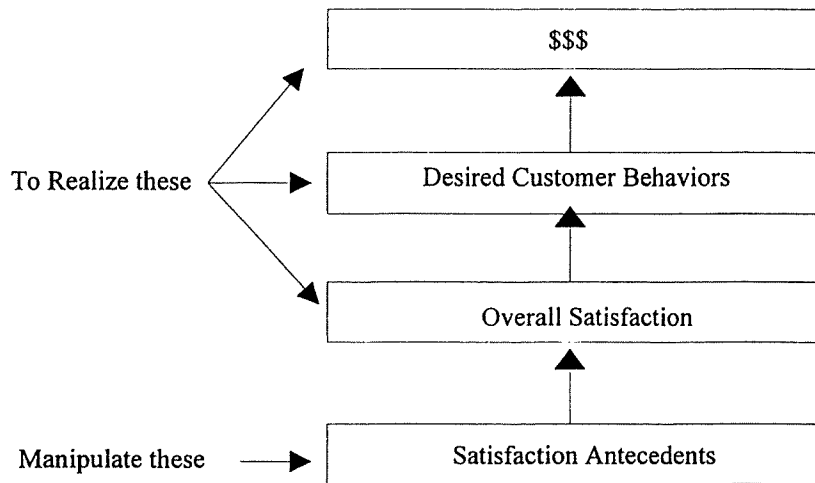 $$$
To Realize these
Desired Customer Behaviors
Overall Satisfaction
Manipulate these
Satisfaction Antecedents